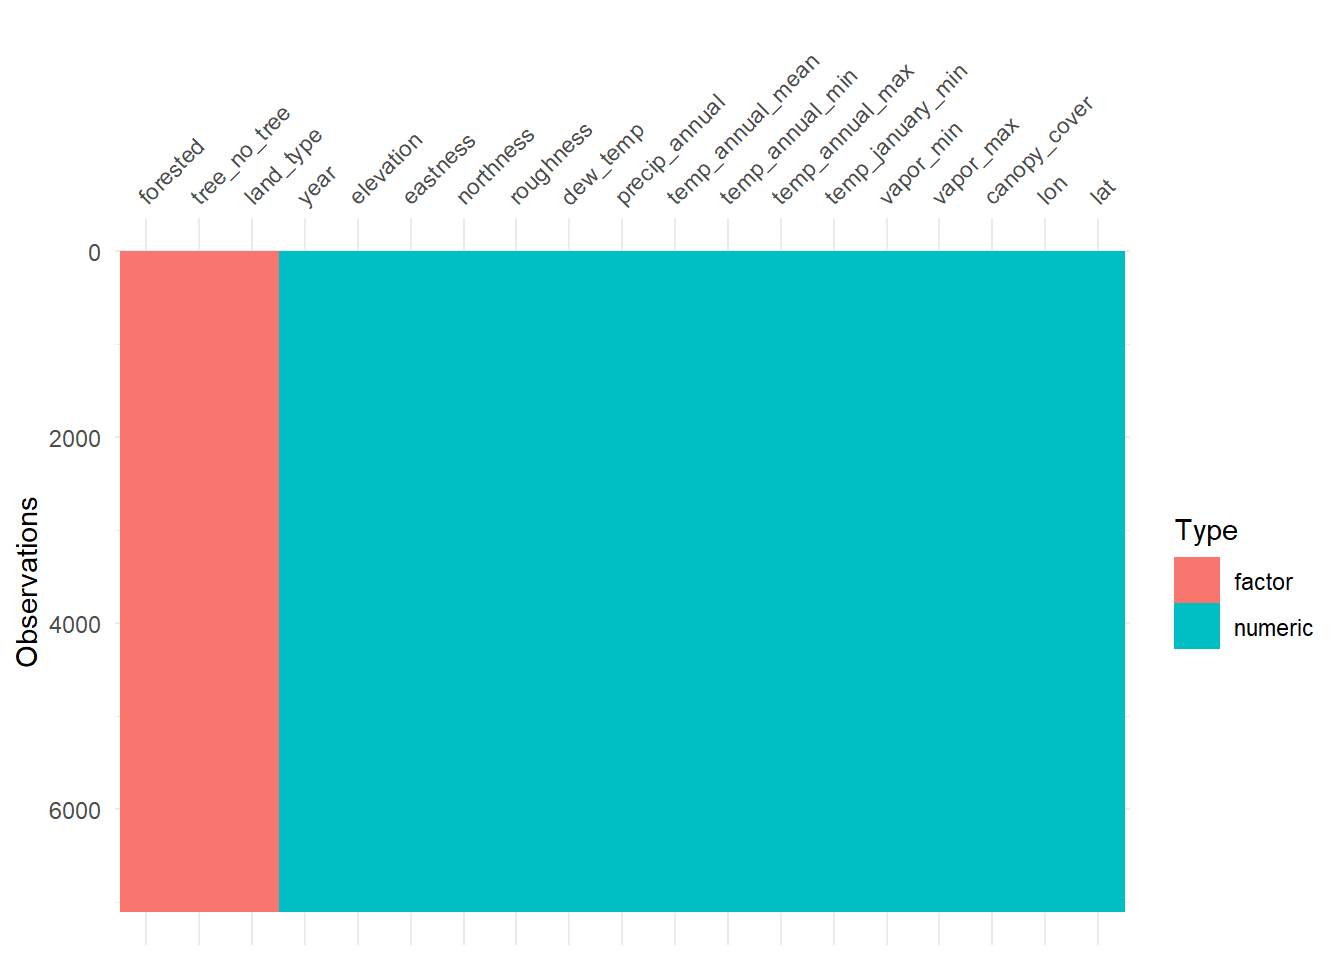 forested
tree_no_tree
land_type
year
elevation
eastness
northness
roughness
dew_temp
precip_annual
temp_annual_mean
temp_annual_min
temp_annual_max
temp_january_min
vapor_min
vapor_max
canopy_cover
lon
lat
0
2000
4000
6000
Observations
Type
factor
numeric